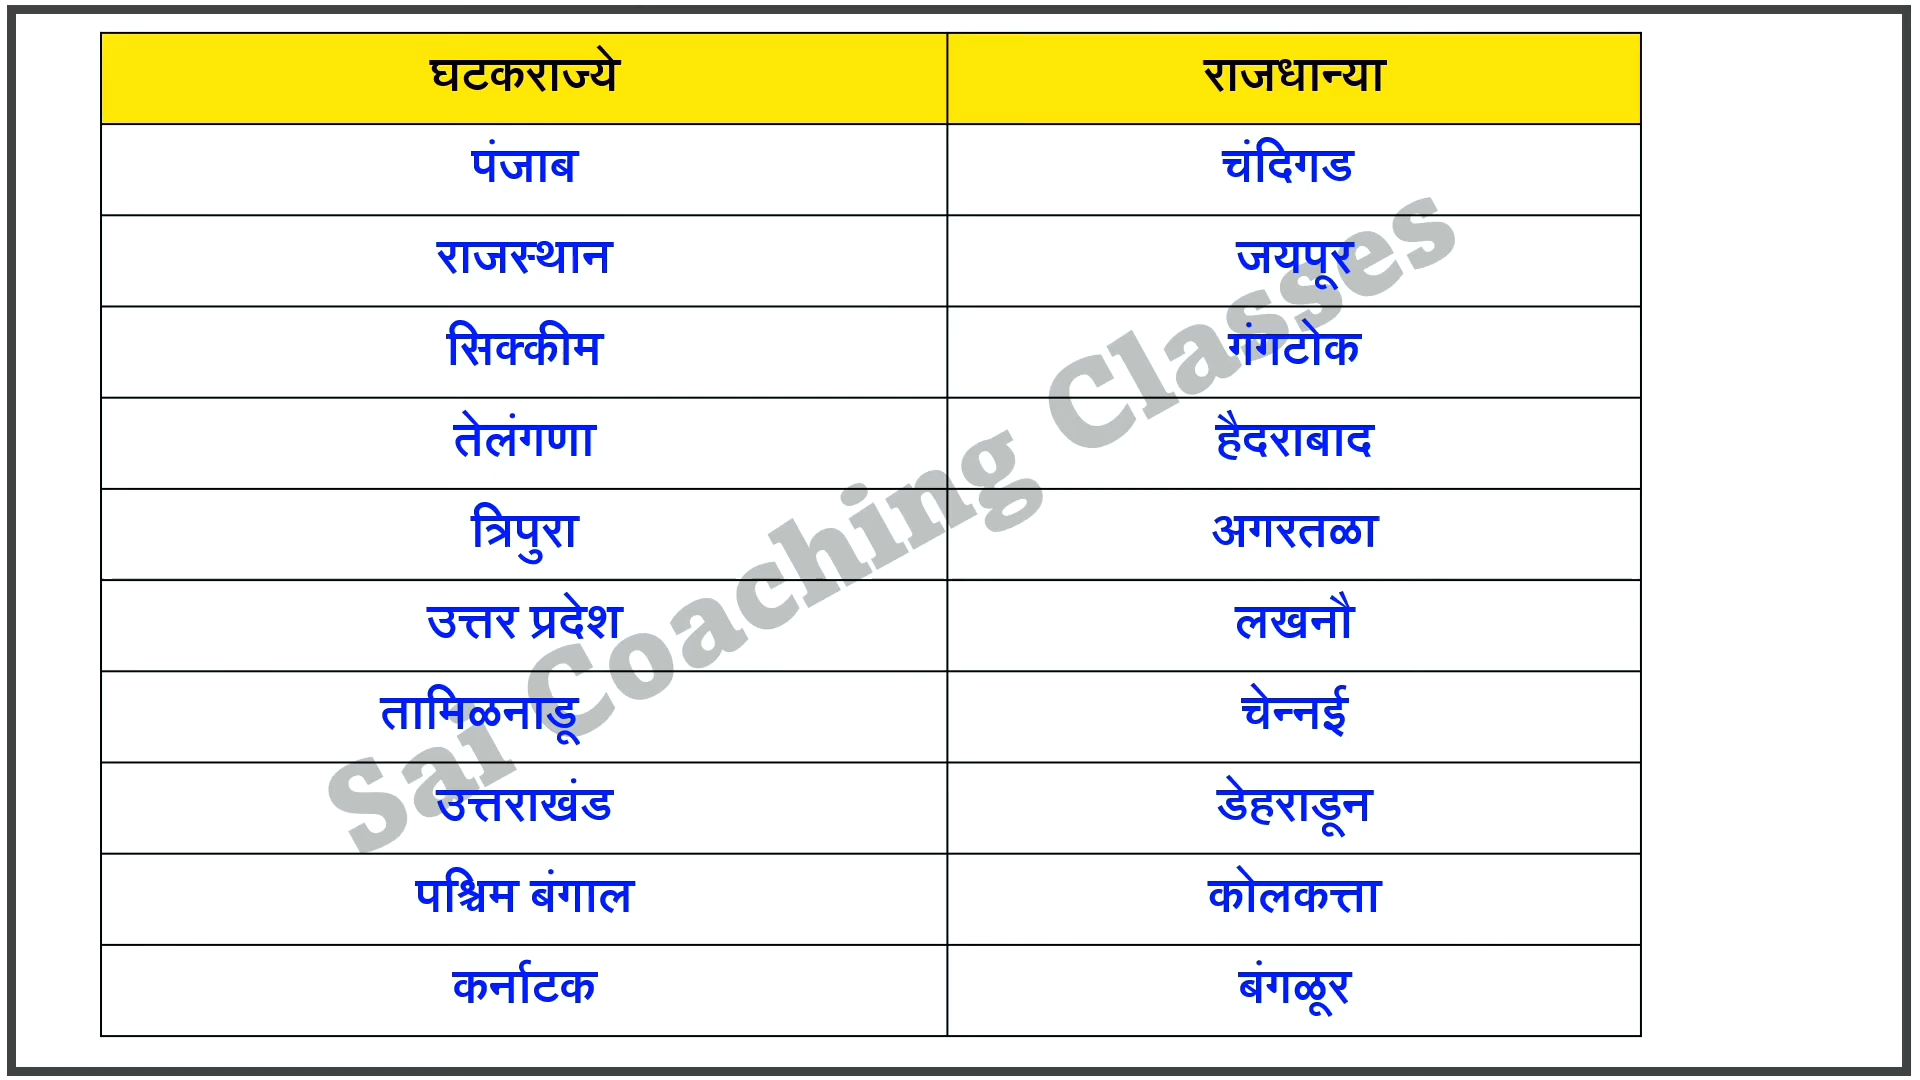 घटकराज्ये राजधान्या
पंजाब चंदिगड
राजस्थान जयपूर
सिक्कीम गंगटोक
तेलंगणा हैदराबाद
त्रिपुरा अगरतळा
उत्तर प्रदेश लखनौ
तामिळनाडू चेन्नई
उत्तराखंड डेहराडून
पश्चिम बंगाल कोलकत्ता
कर्नाटक बंगळूर
Sai Coaching Classes